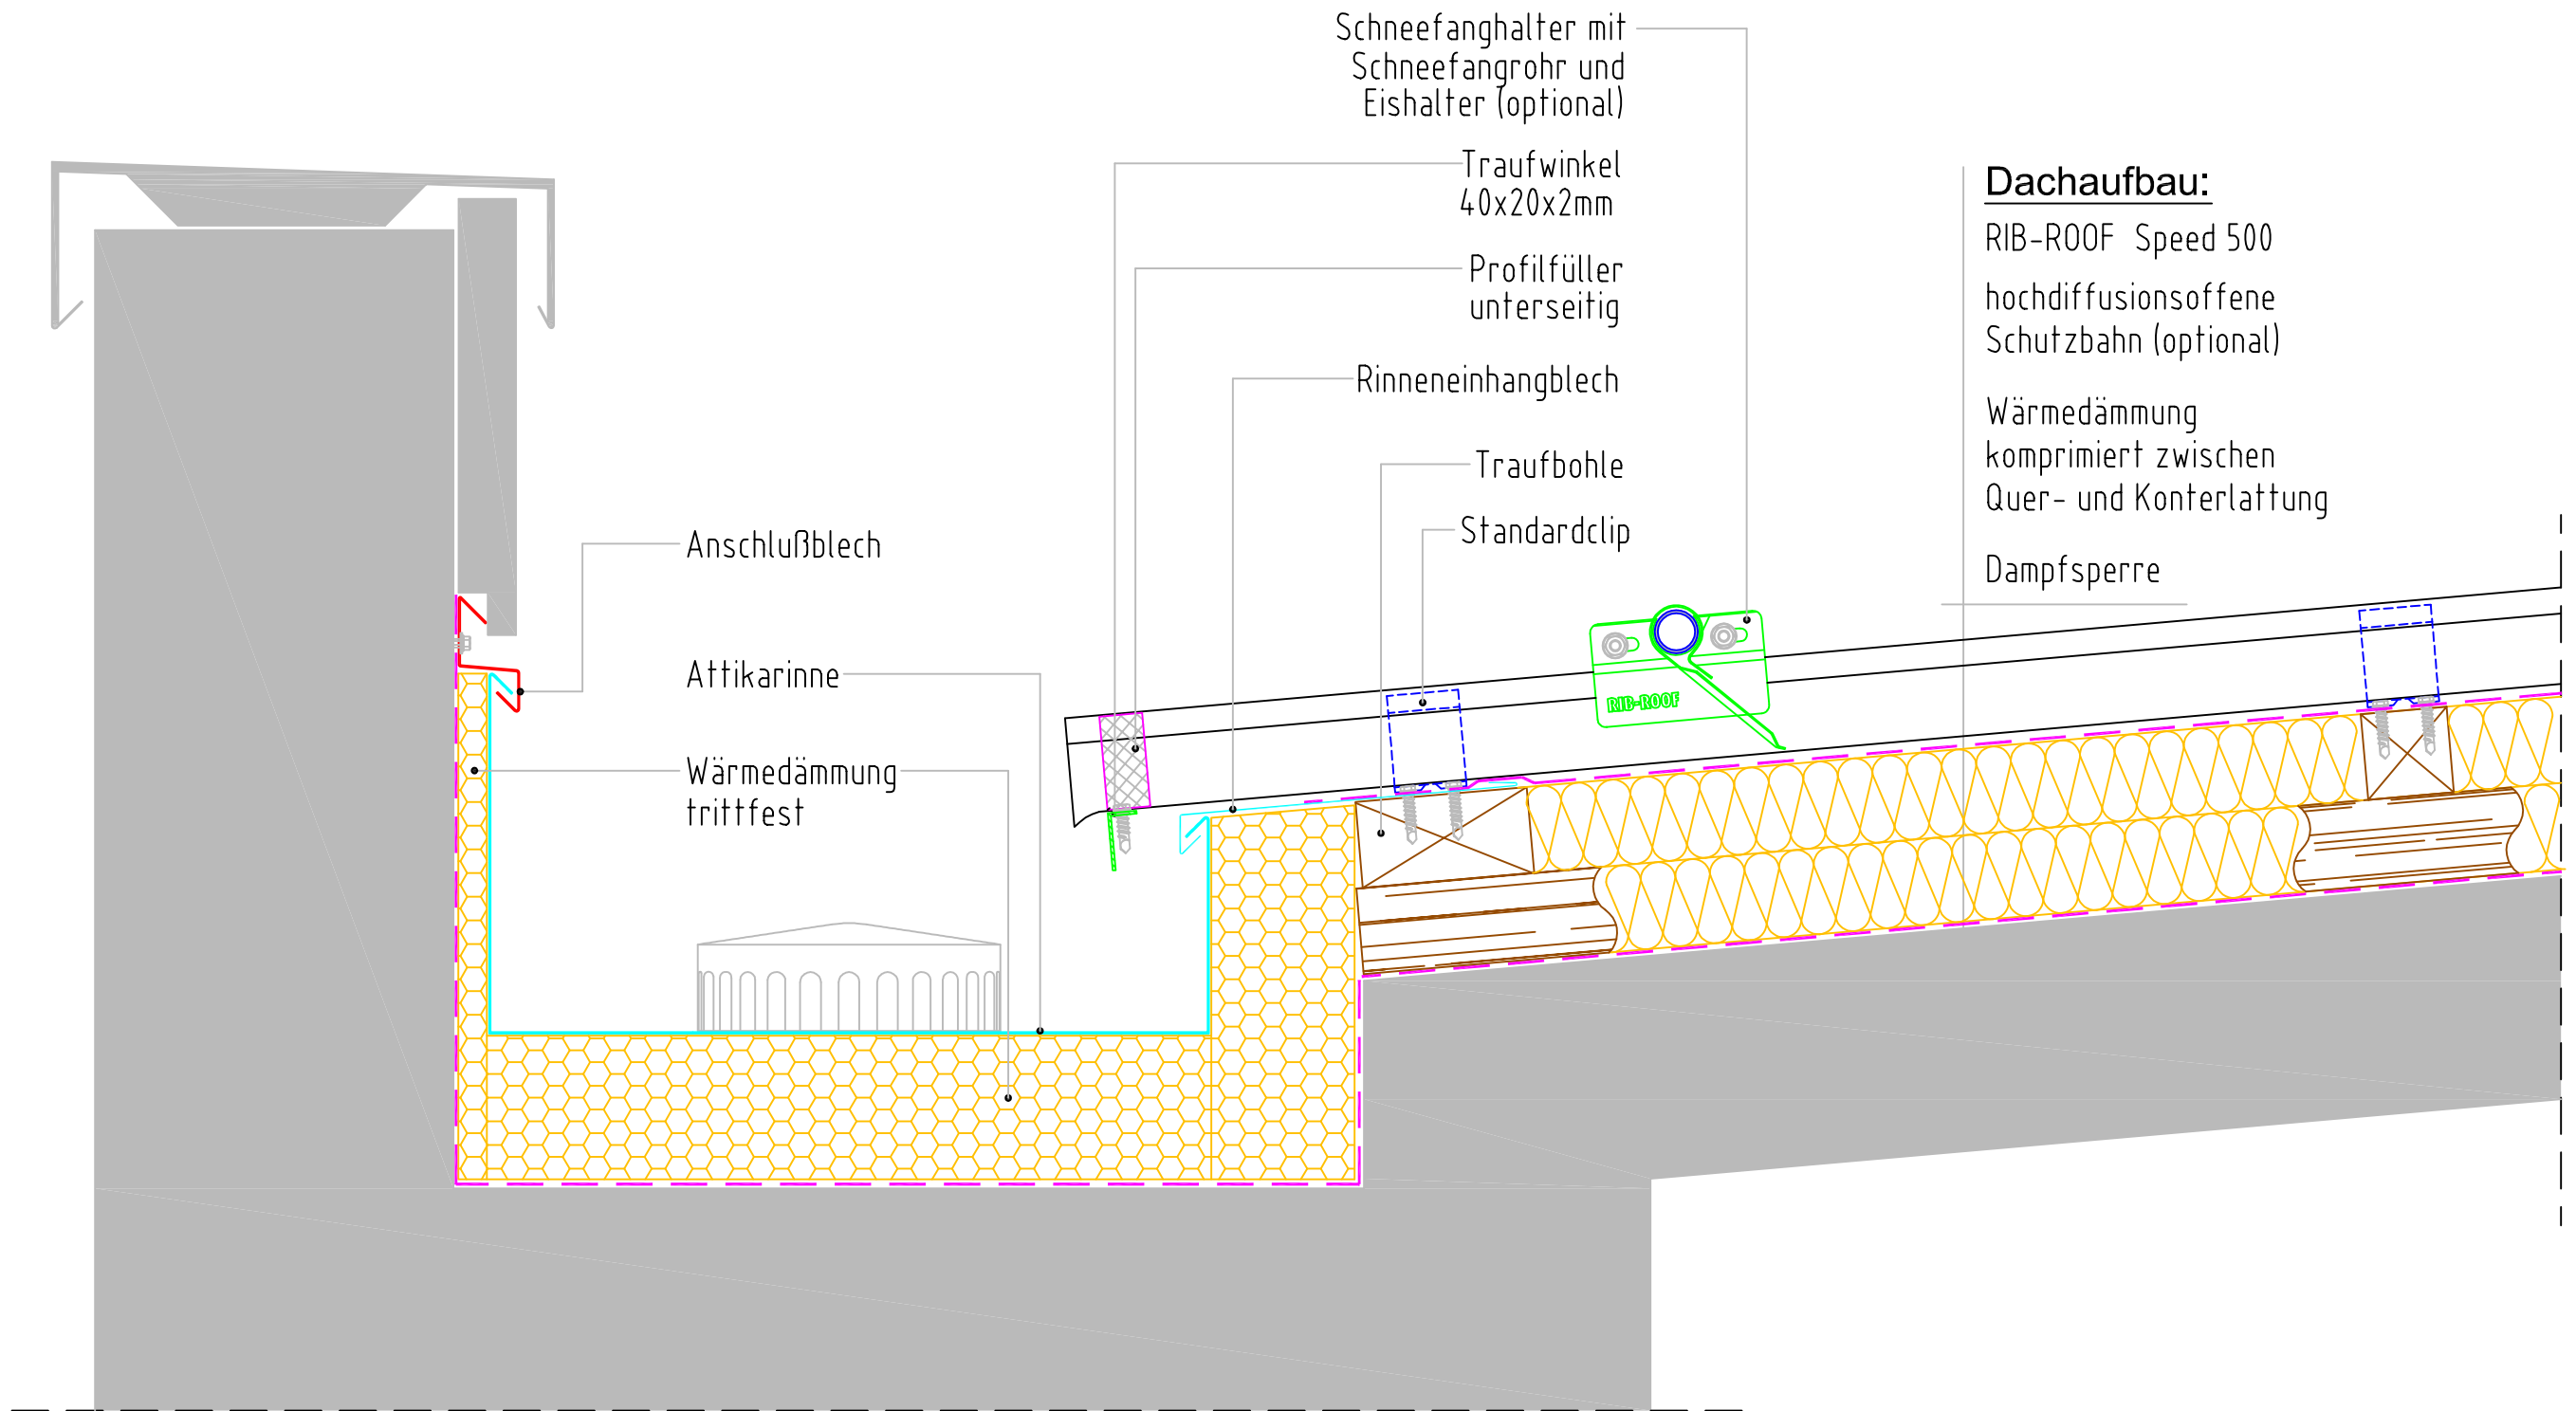 Schneefanghalter mit
Schneefangrohr und
Eishalter (optional)
Traufwinkel
40x20x2mm
Profilfüller
unterseitig
Rinneneinhangblech
Traufbohle
Standardclip
Dachaufbau:
RIB-ROOF Speed 500
hochdiffusionsoffene
Schutzbahn (optional)
Wärmedämmung
komprimiert zwischen
Quer- und Konterlattung
Dampfsperre
Anschlußblech
Attikarinne
Wärmedämmung
trittfest
RIB-ROOF